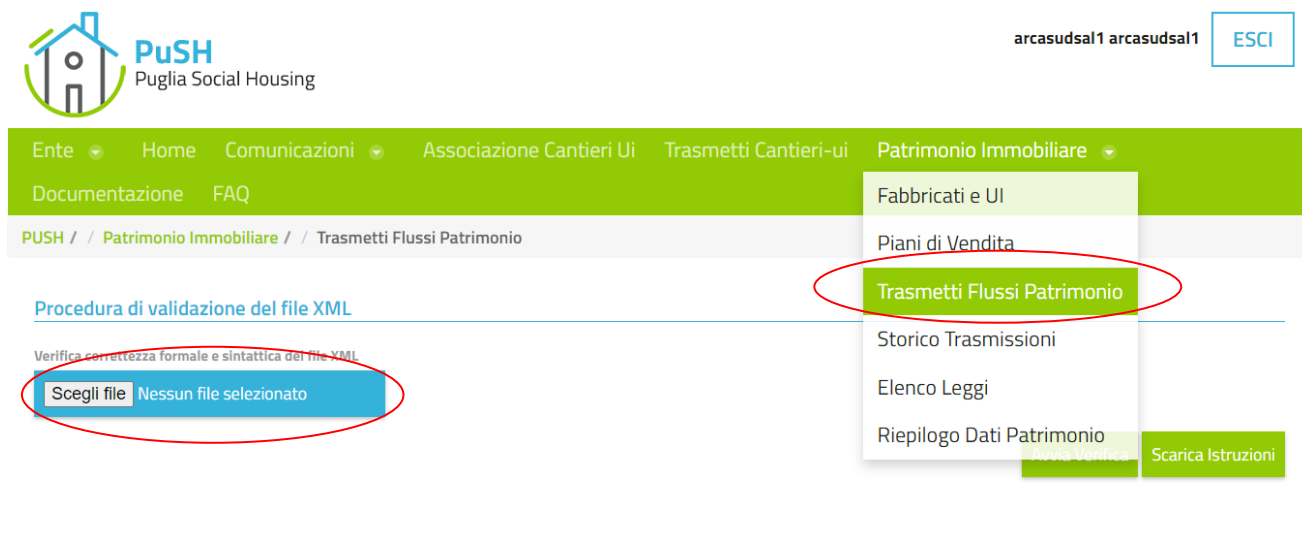 PuSH
Puglia Social Housing
arcasudsal1 arcasudsal1
ESCI
Ente Home Comunicazioni Associazione Cantieri Ui Trasmetti Cantieri-ui Patrimonio Immobiliare
Documentazione FAQ
Fabbricati e UI
Piani di Vendita
Trasmetti Flussi Patrimonio
Storico Trasmissioni
Elenco Leggi
Riepilogo Dati Patrimonio
PUSH / / Patrimonio Immobiliare / / Trasmetti Flussi Patrimonio
Procedura di validazione del file XML
Verifica correttezza formale e sintattica del file XML
Scegli file Nessun file selezionato
Avvia Verifica Scarica Istruzioni